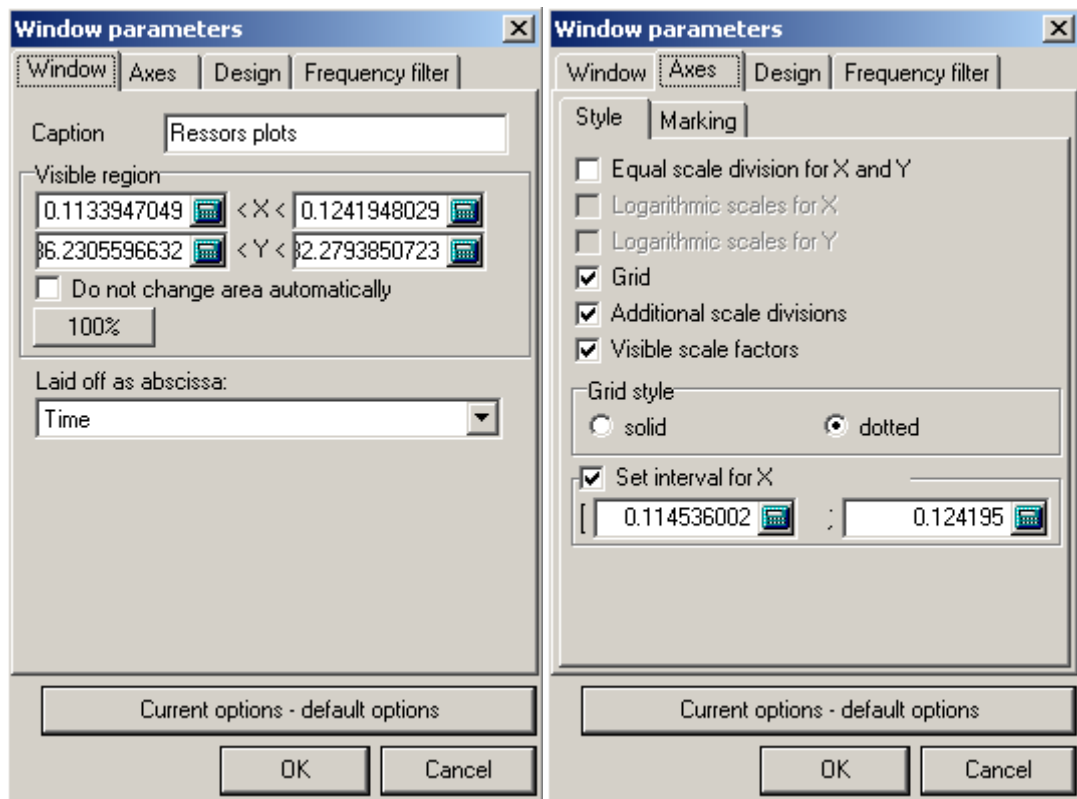 Window parameters
Window Axes Design Frequency filter
Caption Ressors plots
Visible region
0.1133947049 < X < 0.1241948029
36.2305596632 < Y < 32.2793850723
Do not change area automatically
100%
Laid off as abscissa:
Time
Current options - default options
OK Cancel
Window parameters
Window Axes Design Frequency filter
Style Marking
Equal scale division for X and Y
Logarithmic scales for X
Logarithmic scales for Y
Grid
Additional scale divisions
Visible scale factors
Grid style
solid dotted
Set interval for X
[ 0.114536002 ; 0.124195
Current options - default options
OK Cancel